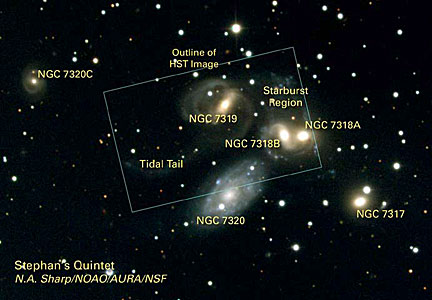 Outline of
HST Image
NGC 7320C
Starburst
Region
NGC 7319
NGC 7318A
NGC 7318B
Tidal Tail
NGC 7320
NGC 7317
Stephan's Quintet
N.A. Sharp/NOAO/AURA/NSF